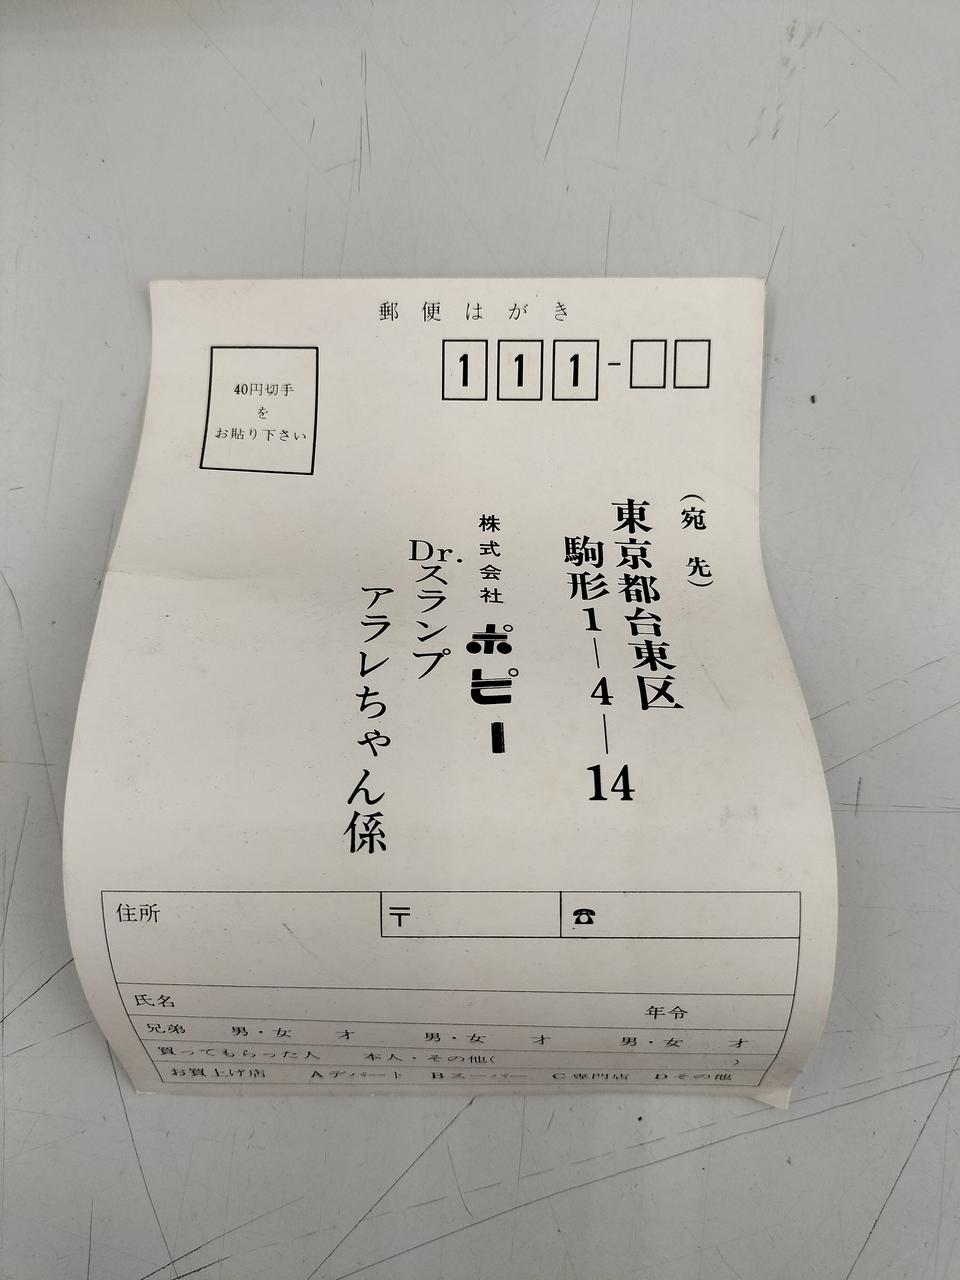 郵便はがき
111-
40円切手
を
お貼り下さい
(宛先)
東京都台東区
駒形1—4—14
株式会社ポピー
Dr.スランプ
アラレちゃん係
住所 〒 ☎
氏名 年令
兄弟 男・女 才 男・女 才 男・女 才
買ってもらった人 本人・その他( )
お買上げ店 Aデパート Bスーパー C専門店 Dその他